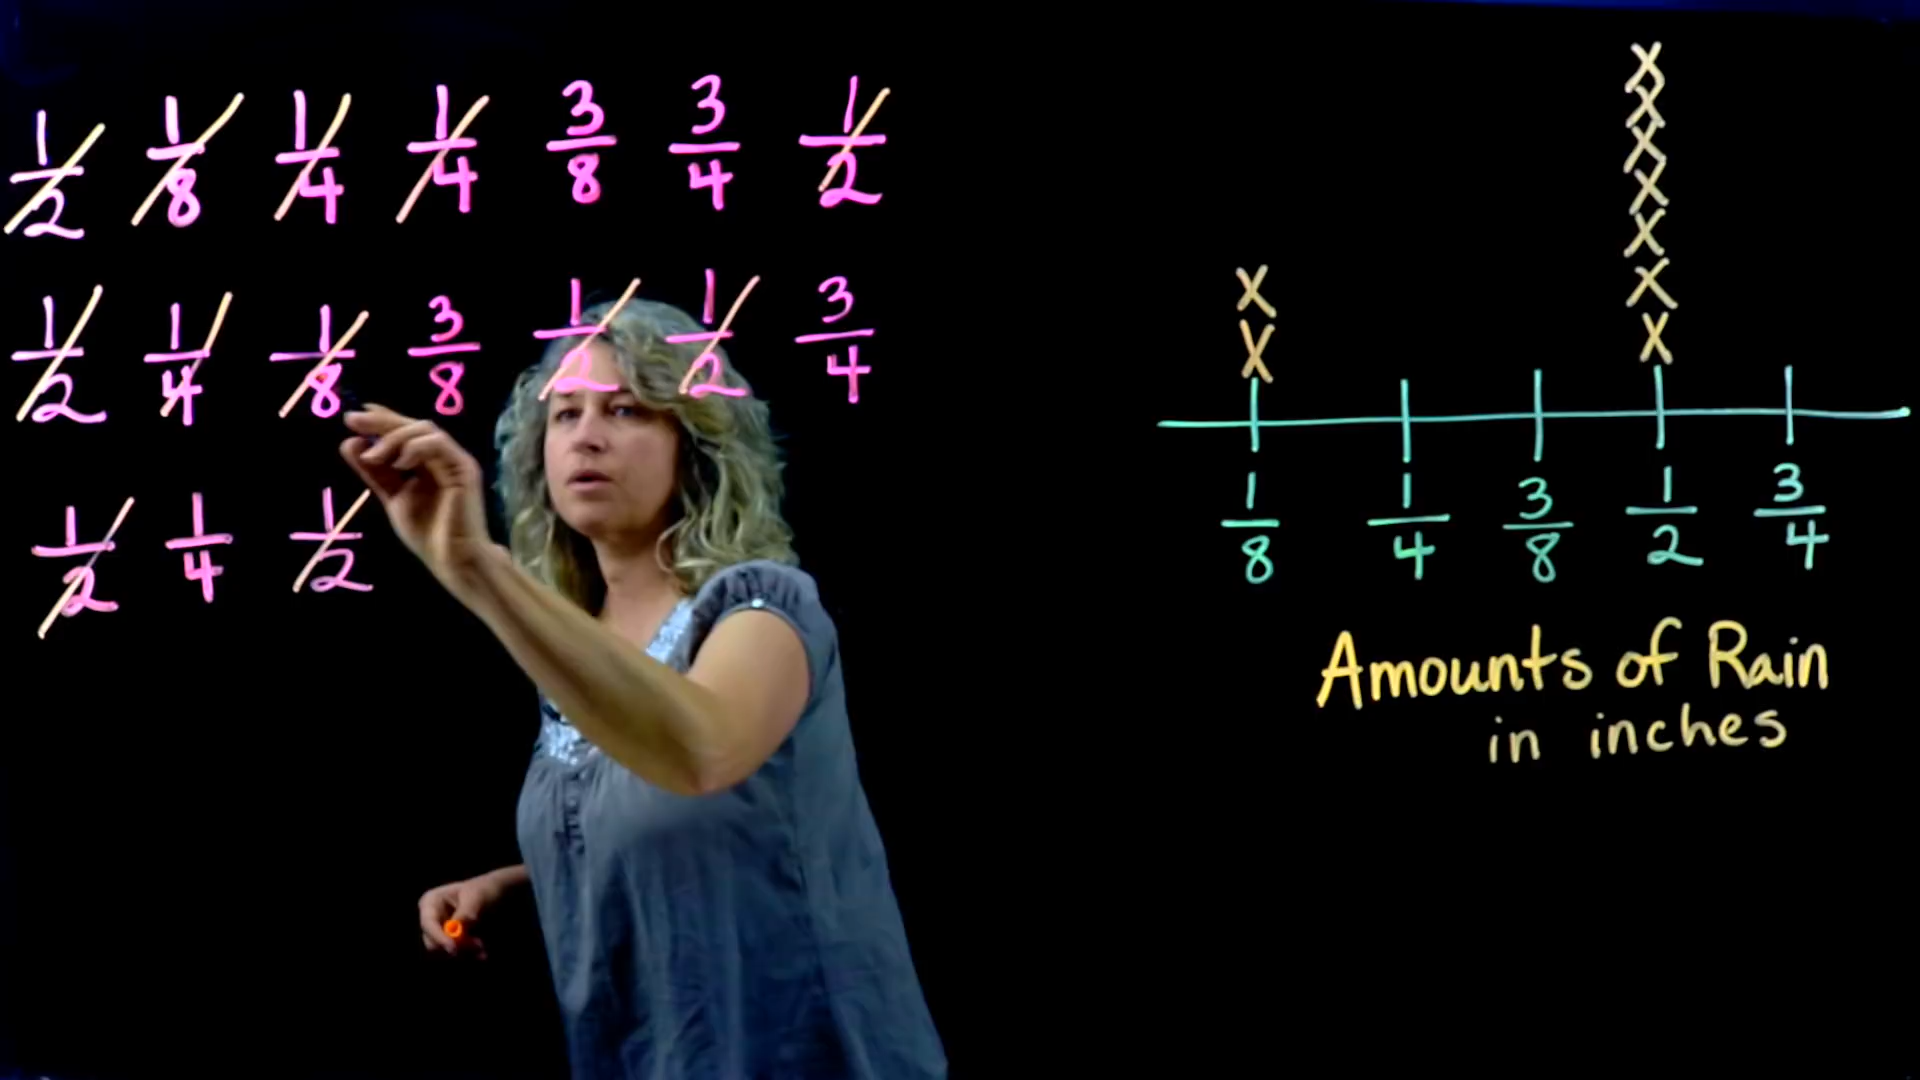 1/2 1/8 1/4 1/4 3/8 3/4 1/2
1/2 1/4 1/8 3/8 1/2 1/2 3/4
1/2 1/4 1/2
X
X
X
X
X
X X
X X
1/8 1/4 3/8 1/2 3/4
Amounts of Rain
in inches